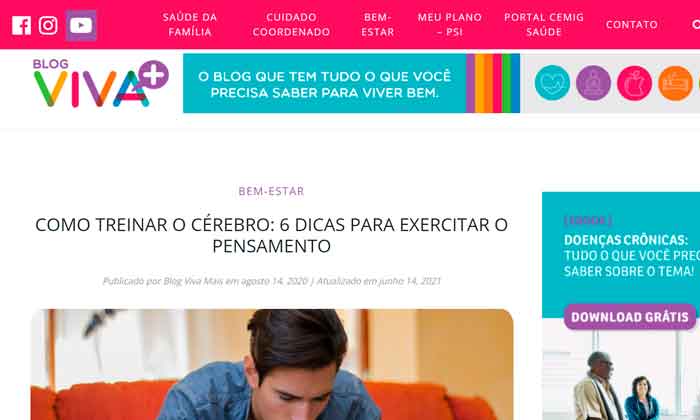 SAÚDE DA
FAMÍLIA
CUIDADO
COORDENADO
BEM-
ESTAR
MEU PLANO
– PSI
PORTAL CEMIG
SAÚDE
CONTATO
BLOG
VIVA+
O BLOG QUE TEM TUDO O QUE VOCÊ
PRECISA SABER PARA VIVER BEM.
BEM-ESTAR
COMO TREINAR O CÉREBRO: 6 DICAS PARA EXERCITAR O
PENSAMENTO
Publicado por Blog Viva Mais em agosto 14, 2020 | Atualizado em junho 14, 2021
[EBOOK]
DOENÇAS CRÔNICAS:
TUDO O QUE VOCÊ PREC
SABER SOBRE O TEMA!
DOWNLOAD GRÁTIS